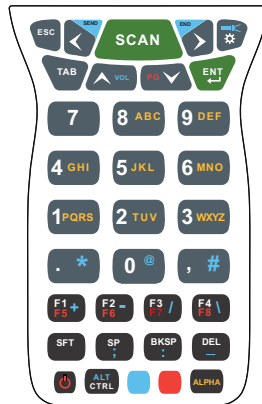 ESC SEND SCAN END
TAB VOL PG ENT
7 8 ABC 9 DEF
4 GHI 5 JKL 6 MNO
1 PQRS 2 TUV 3 WXYZ
. * 0 @ , #
F1 F5 + F2 F6 - F3 F7 / F4 F8 \
SFT SP ; BKSP : DEL _
ALT CTRL ALPHA